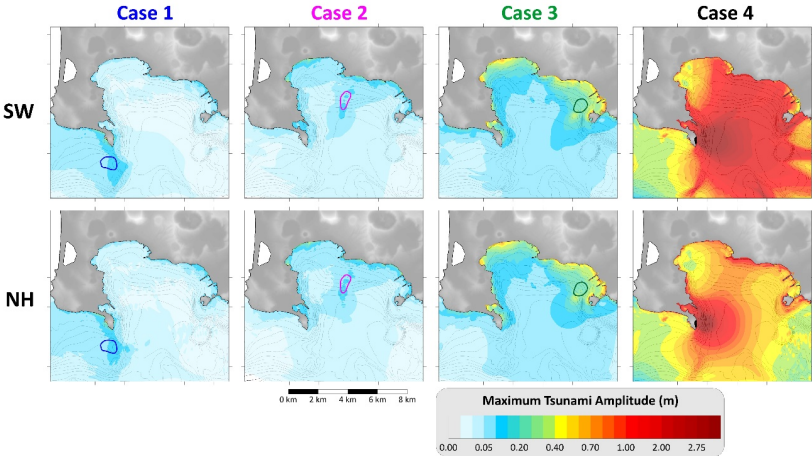 Case 1 Case 2 Case 3 Case 4
SW
NH
0 km 2 km 4 km 6 km 8 km
Maximum Tsunami Amplitude (m)
0.00 0.05 0.20 0.40 0.70 1.00 2.00 2.75